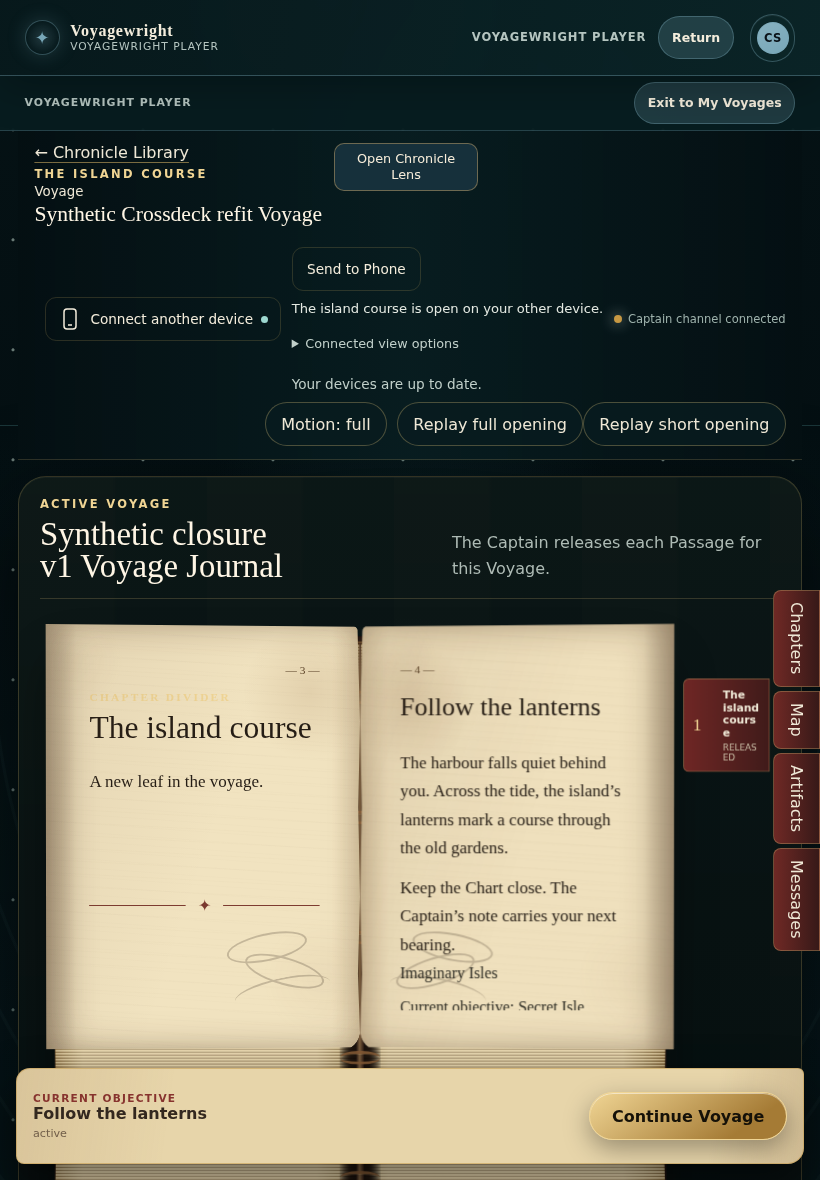 Voyagewright
VOYAGEWRIGHT PLAYER
VOYAGEWRIGHT PLAYER
Return
CS
VOYAGEWRIGHT PLAYER
Exit to My Voyages
← Chronicle Library
THE ISLAND COURSE
Voyage
Synthetic Crossdeck refit Voyage
Open Chronicle
Lens
Send to Phone
Connect another device
The island course is open on your other device.
Captain channel connected
Connected view options
Your devices are up to date.
Motion: full
Replay full opening
Replay short opening
ACTIVE VOYAGE
Synthetic closure
v1 Voyage Journal
The Captain releases each Passage for
this Voyage.
— 3 —
CHAPTER DIVIDER
The island course
A new leaf in the voyage.
— 4 —
Follow the lanterns
The harbour falls quiet behind
you. Across the tide, the island’s
lanterns mark a course through
the old gardens.
Keep the Chart close. The
Captain’s note carries your next
bearing.
Imaginary Isles
Current objective: Secret Isle
1
The
island
cours
e
RELEAS
ED
Chapters
Map
Artifacts
Messages
CURRENT OBJECTIVE
Follow the lanterns
active
Continue Voyage